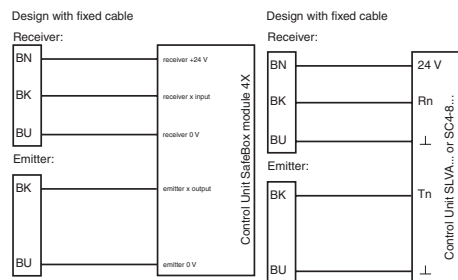 Design with fixed cable
Receiver:
BN
receiver +24 V
BK
receiver x input
BU
receiver 0 V
Emitter:
BK
emitter x output
BU
emitter 0 V
Control Unit SafeBox module 4X
Design with fixed cable
Receiver:
BN
24 V
BK
Rn
BU
⊥
Emitter:
BK
Tn
BU
⊥
Control Unit SLVA... or SC4-8...